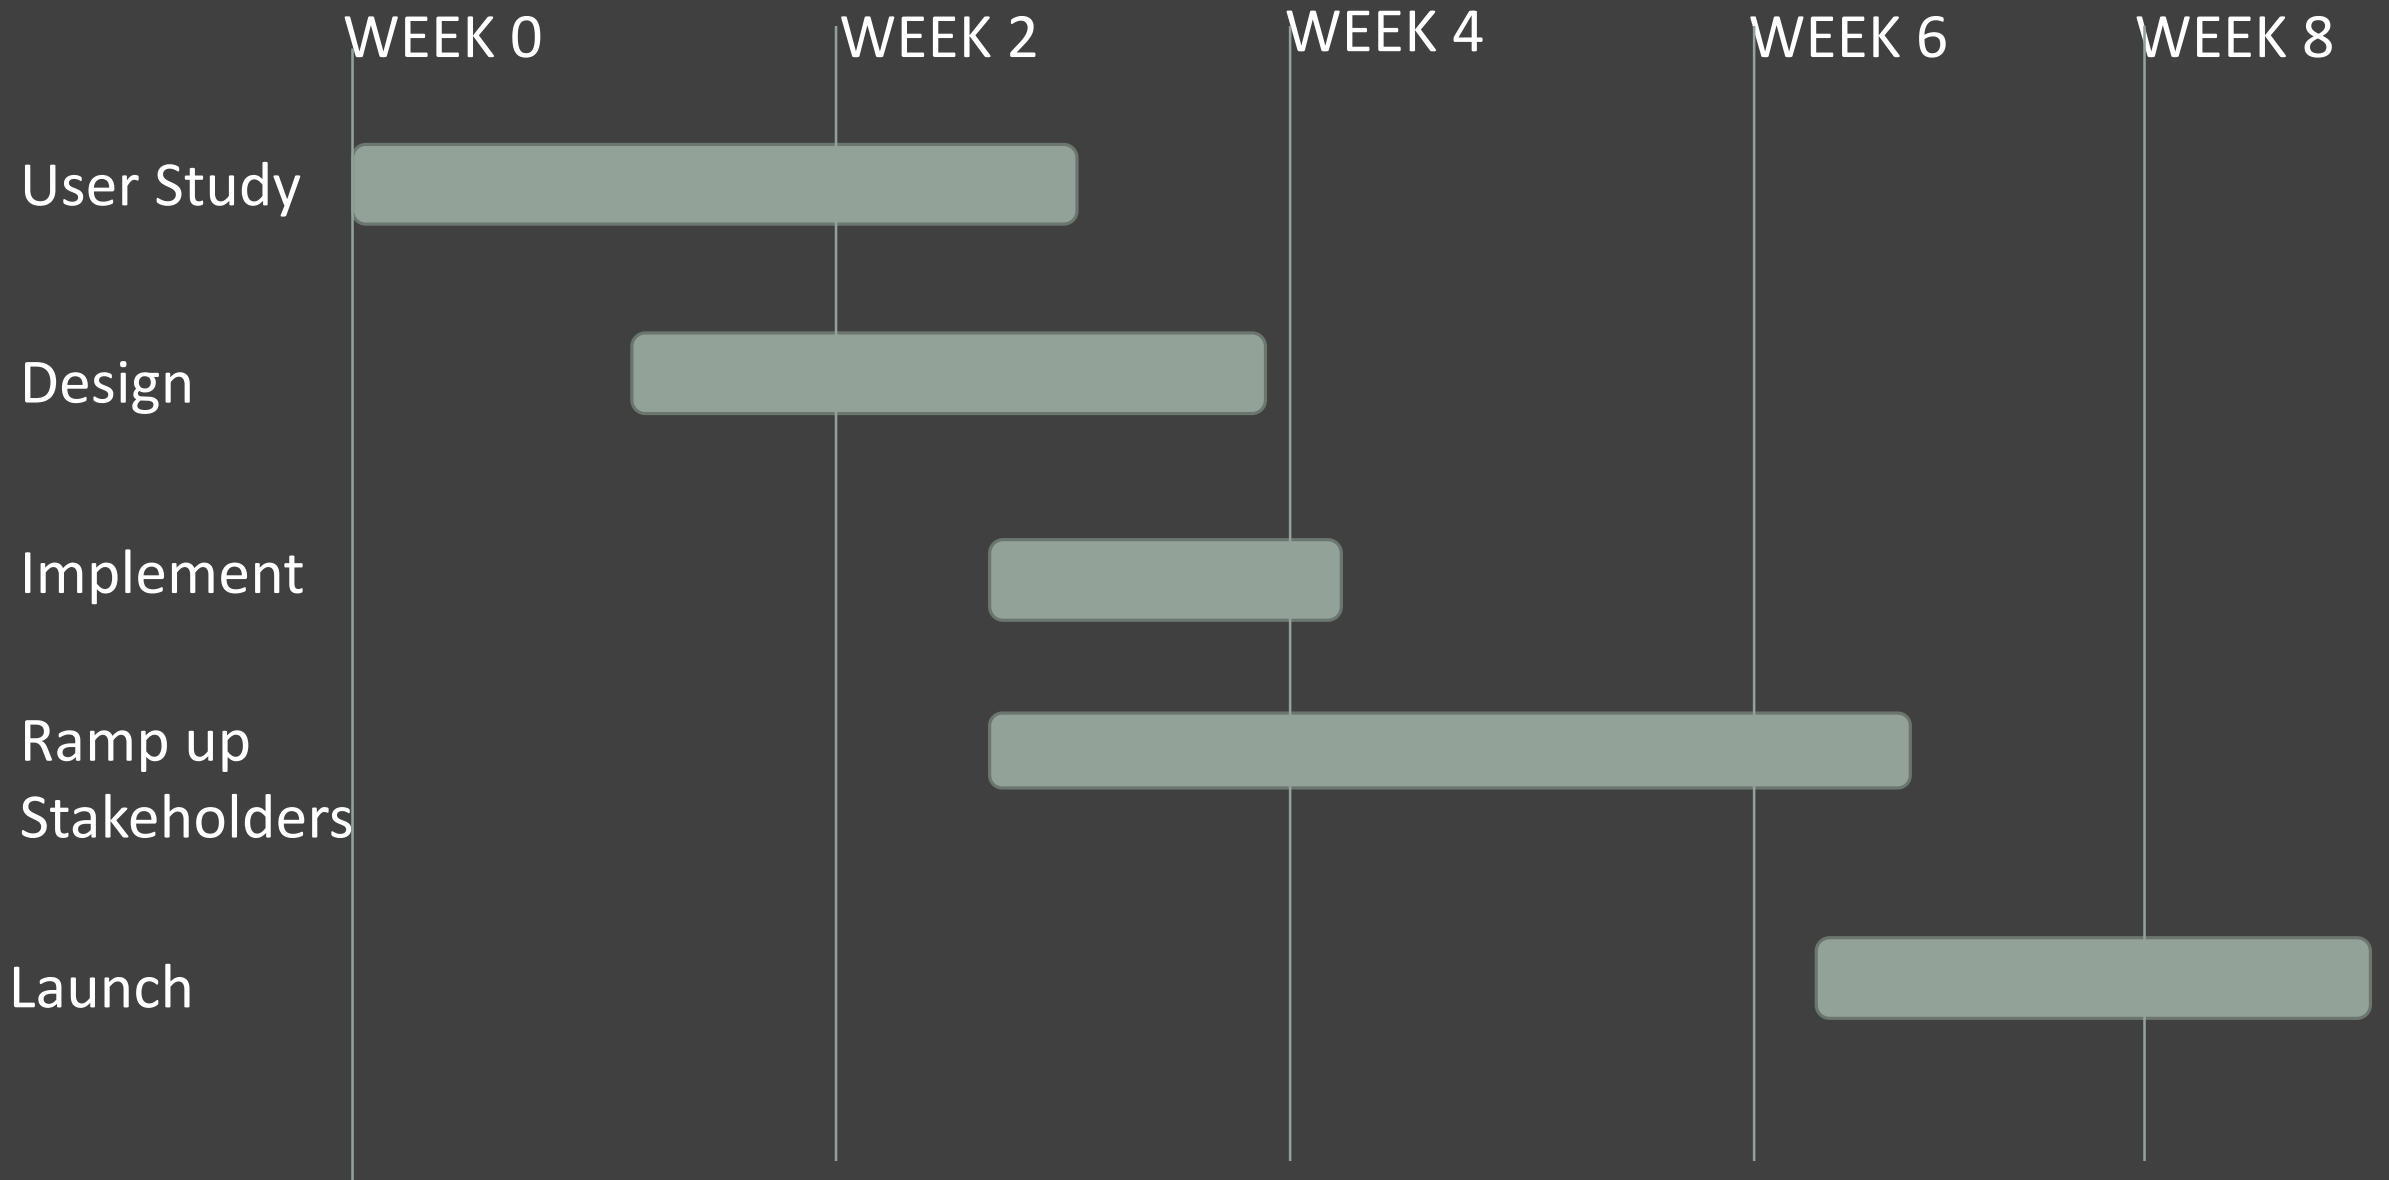 WEEK 0
WEEK 2
WEEK 4
WEEK 6
WEEK 8
User Study
Design
Implement
Ramp up
Stakeholders
Launch